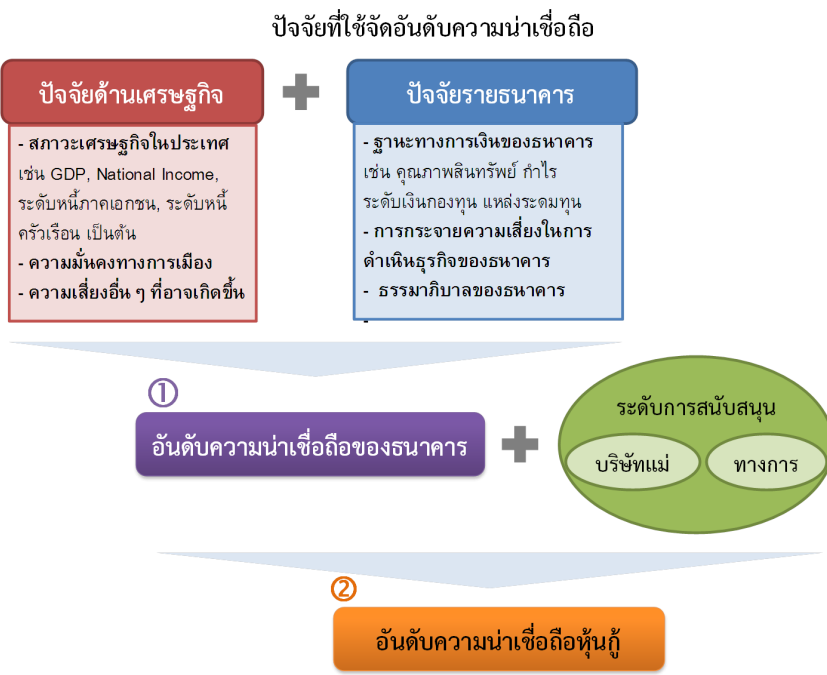 ปัจจัยที่ใช้จัดอันดับความน่าเชื่อถือ
ปัจจัยด้านเศรษฐกิจ
- สภาวะเศรษฐกิจในประเทศ
เช่น GDP, National Income,
ระดับหนี้ภาคเอกชน, ระดับหนี้
ครัวเรือน เป็นต้น
- ความมั่นคงทางการเมือง
- ความเสี่ยงอื่น ๆ ที่อาจเกิดขึ้น
ปัจจัยรายธนาคาร
- ฐานะทางการเงินของธนาคาร
เช่น คุณภาพสินทรัพย์ กำไร
ระดับเงินกองทุน แหล่งระดมทุน
- การกระจายความเสี่ยงในการ
ดำเนินธุรกิจของธนาคาร
- ธรรมาภิบาลของธนาคาร
-
①
อันดับความน่าเชื่อถือของธนาคาร
ระดับการสนับสนุน
บริษัทแม่
ทางการ
②
อันดับความน่าเชื่อถือหุ้นกู้